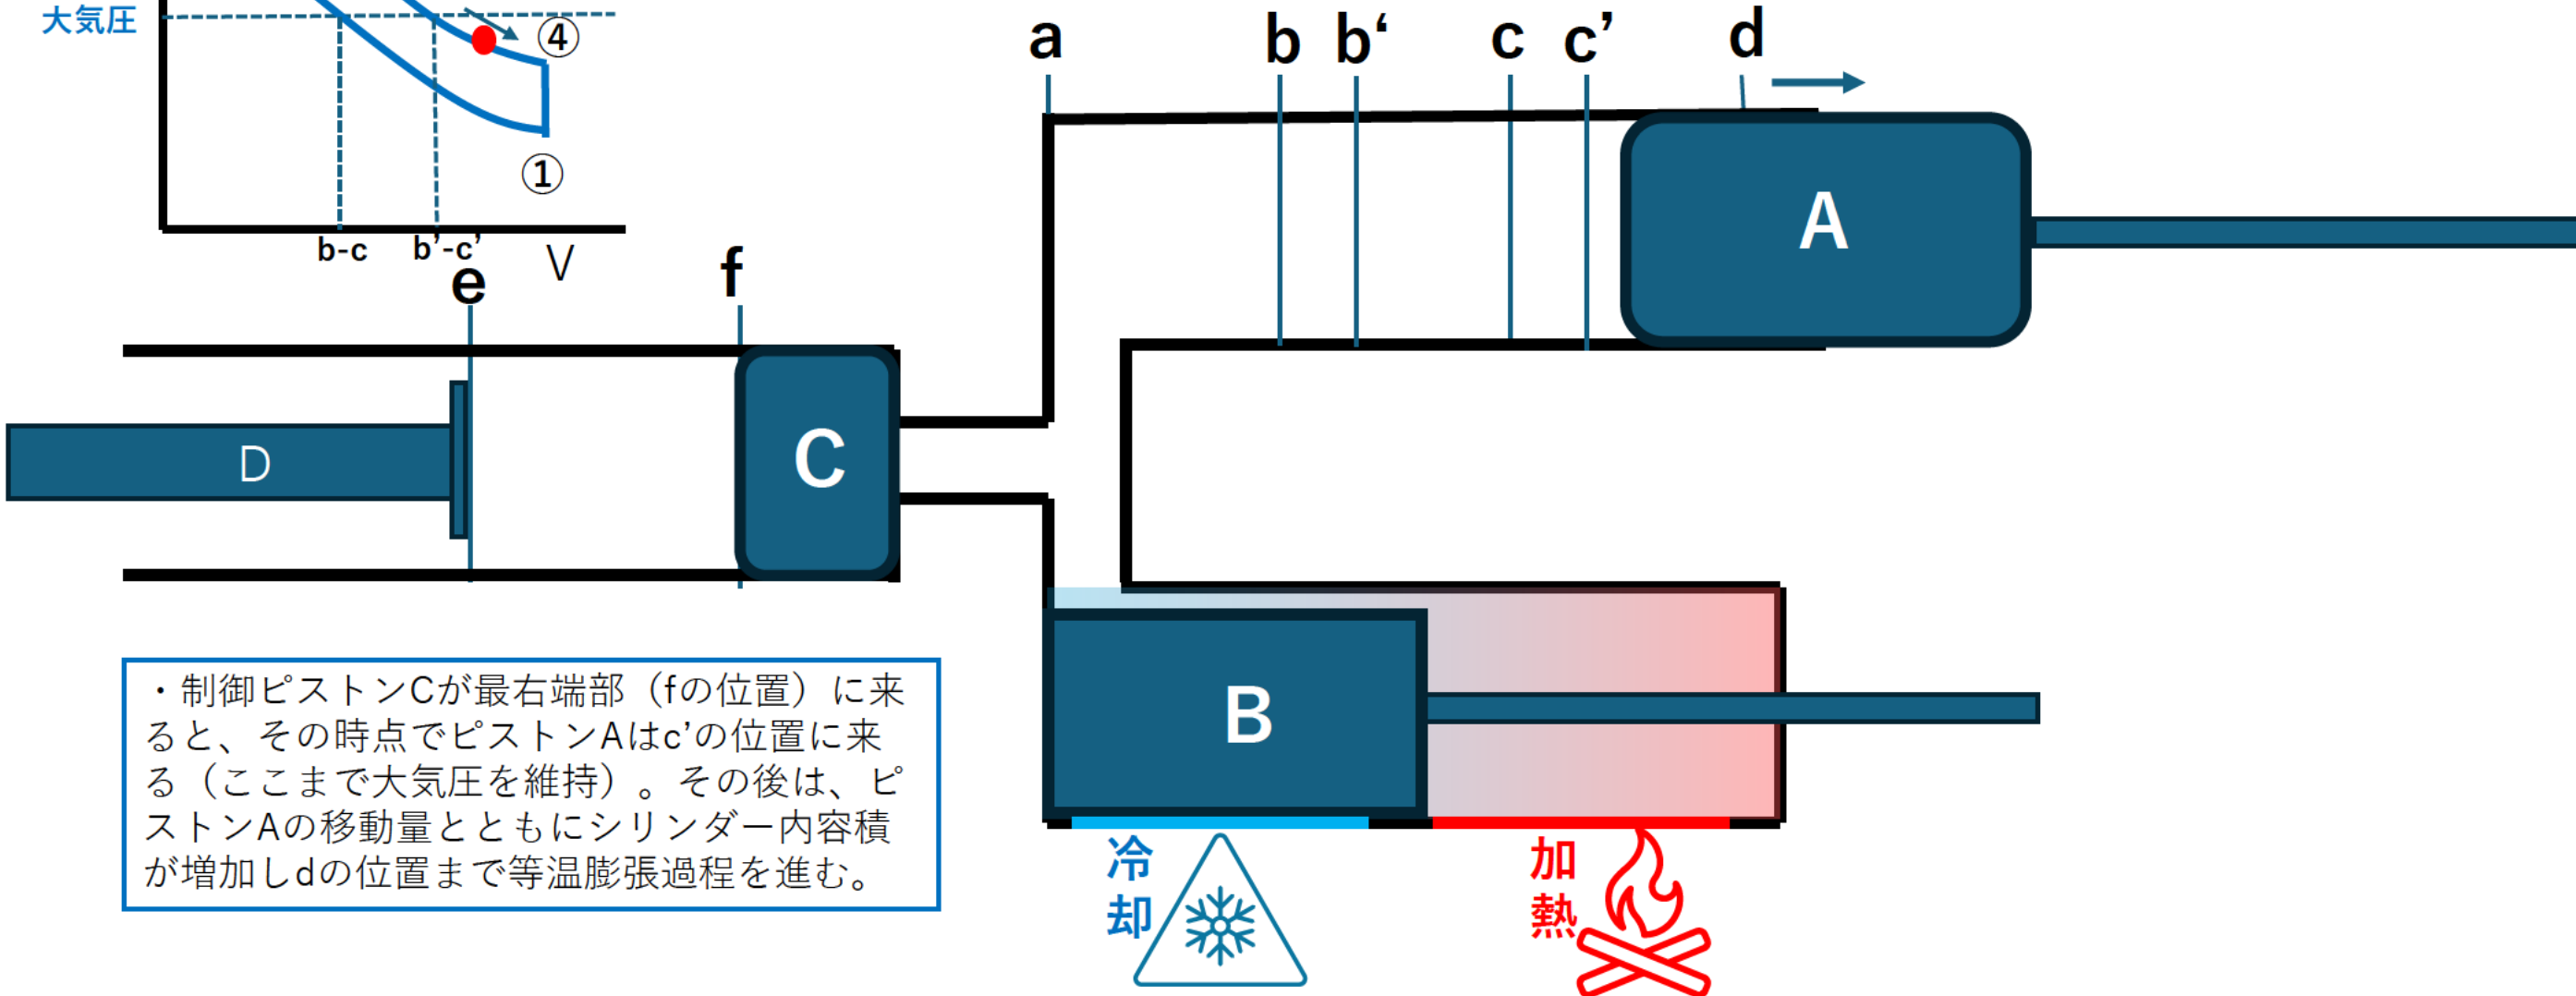 大気圧
④
①
b-c
b’-c’
V
a
b
b‘
c
c’
d
e
f
A
D
C
B
・制御ピストンCが最右端部（fの位置）に来
ると、その時点でピストンAはc’の位置に来
る（ここまで大気圧を維持）。その後は、ピ
ストンAの移動量とともにシリンダー内容積
が増加しdの位置まで等温膨張過程を進む。
冷
却
加
熱